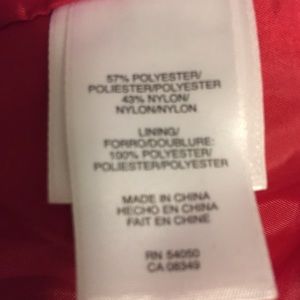 57% POLYESTER/
POLIESTER/POLYESTER
43% NYLON/
NYLON/NYLON
LINING/
FORRO/DOUBLURE:
100% POLYESTER/
POLIESTER/POLYESTER
MADE IN CHINA
HECHO EN CHINA
FAIT EN CHINE
RN 54050
CA 08349